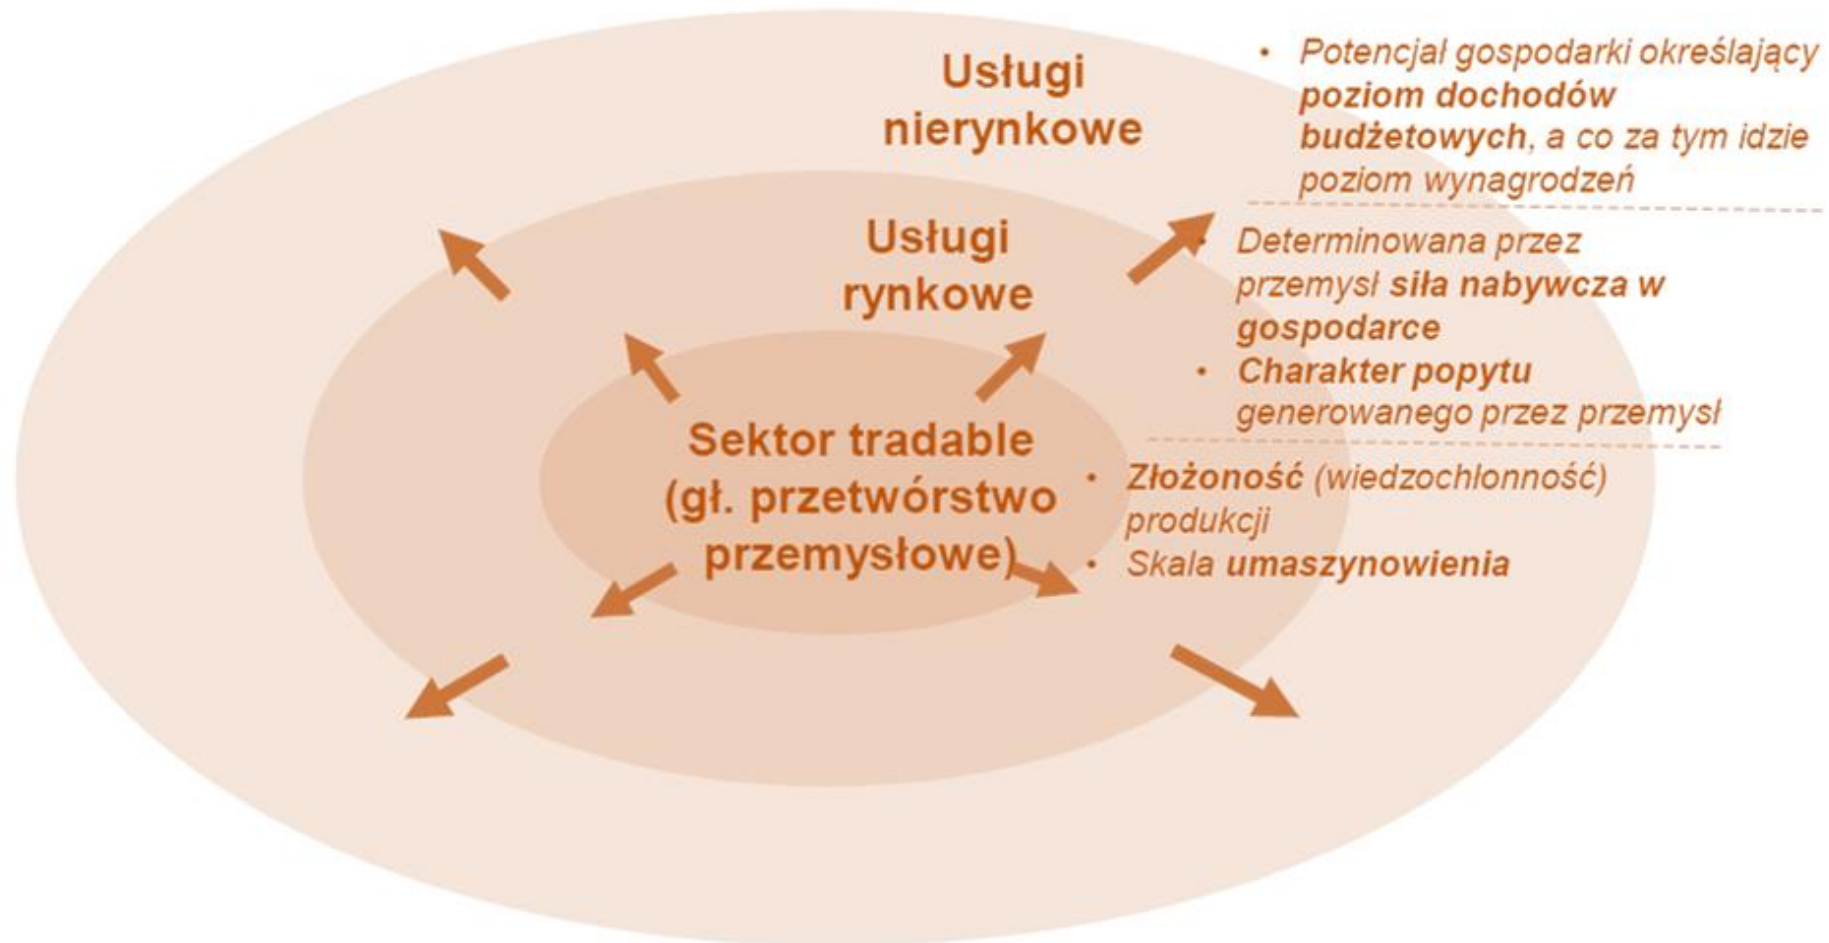 Usługi
nierynkowe
• Potencjał gospodarki określający
poziom dochodów
budżetowych, a co za tym idzie
poziom wynagrodzeń
Usługi
rynkowe
• Determinowana przez
przemysł siła nabywcza w
gospodarce
• Charakter popytu
generowanego przez przemysł
Sektor tradable
(gł. przetwórstwo
przemysłowe)
• Złożoność (wiedzochłonność)
produkcji
• Skala umaszynowienia